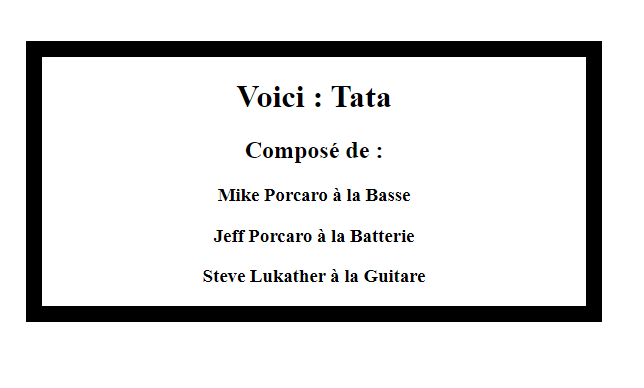 Voici : Tata
Composé de :
Mike Porcaro à la Basse
Jeff Porcaro à la Batterie
Steve Lukather à la Guitare